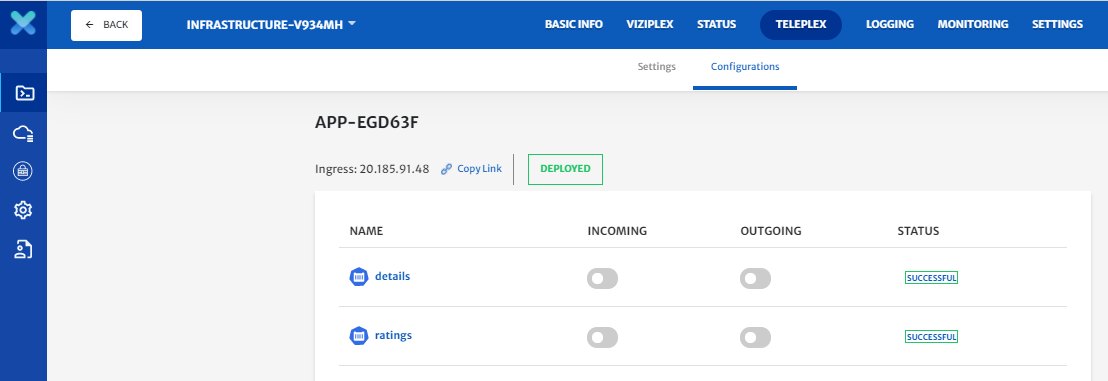 BACK
INFRASTRUCTURE-V934MH
BASIC INFO VIZIPLEX STATUS TELEPLEX LOGGING MONITORING SETTINGS
Settings Configurations
APP-EGD63F
Ingress: 20.185.91.48 Copy Link DEPLOYED
NAME INCOMING OUTGOING STATUS
details SUCCESSFUL
ratings SUCCESSFUL